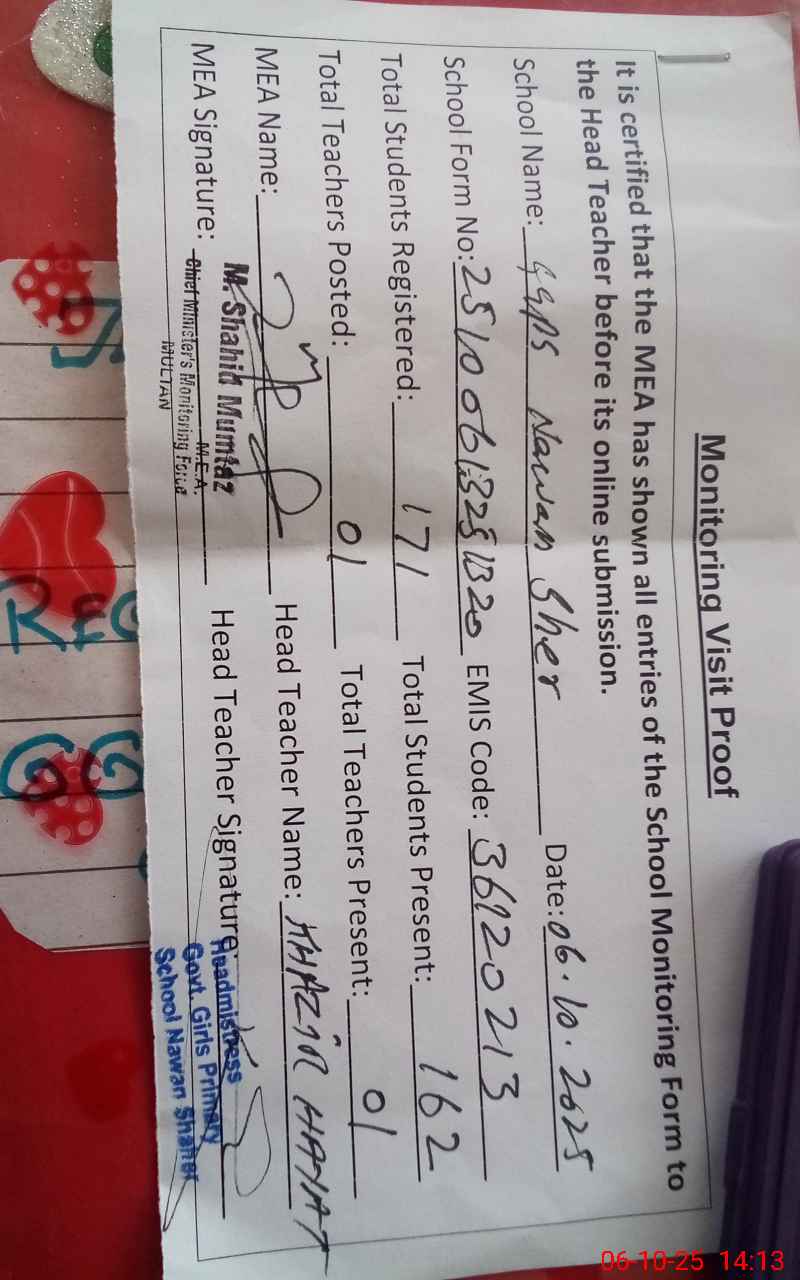 Monitoring Visit Proof
It is certified that the MEA has shown all entries of the School Monitoring Form to
the Head Teacher before its online submission.
School Name: GGPS Nawan Sher Date: 06.10.2025
School Form No: EMIS Code: 36120213
Total Students Registered: 171 Total Students Present: 162
Total Teachers Posted: 01 Total Teachers Present: 01
MEA Name: Head Teacher Name: KHAZIR HAYAT
MEA Signature: Head Teacher Signature
M. Shahid Mumtaz
M.E.A.
Chief Minister's Monitoring Force
MULTAN
Headmistress
Govt. Girls Primary
School Nawan Shaher
06-10-25 14:13